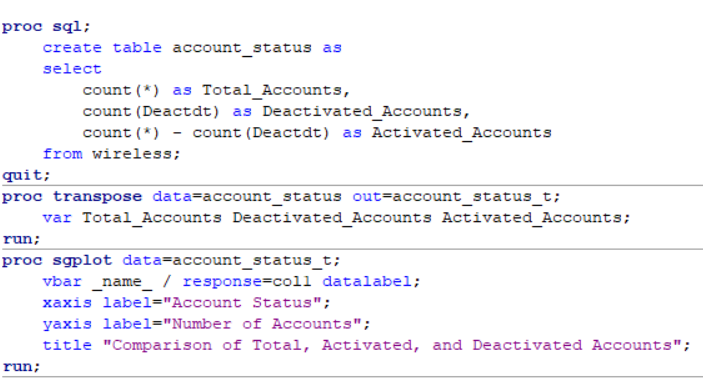 proc sql;
    create table account_status as
    select
        count(*) as Total_Accounts,
        count(Deactdt) as Deactivated_Accounts,
        count(*) - count(Deactdt) as Activated_Accounts
    from wireless;
quit;
proc transpose data=account_status out=account_status_t;
    var Total_Accounts Deactivated_Accounts Activated_Accounts;
run;
proc sgplot data=account_status_t;
    vbar _name_ / response=col1 datalabel;
    xaxis label="Account Status";
    yaxis label="Number of Accounts";
    title "Comparison of Total, Activated, and Deactivated Accounts";
run;